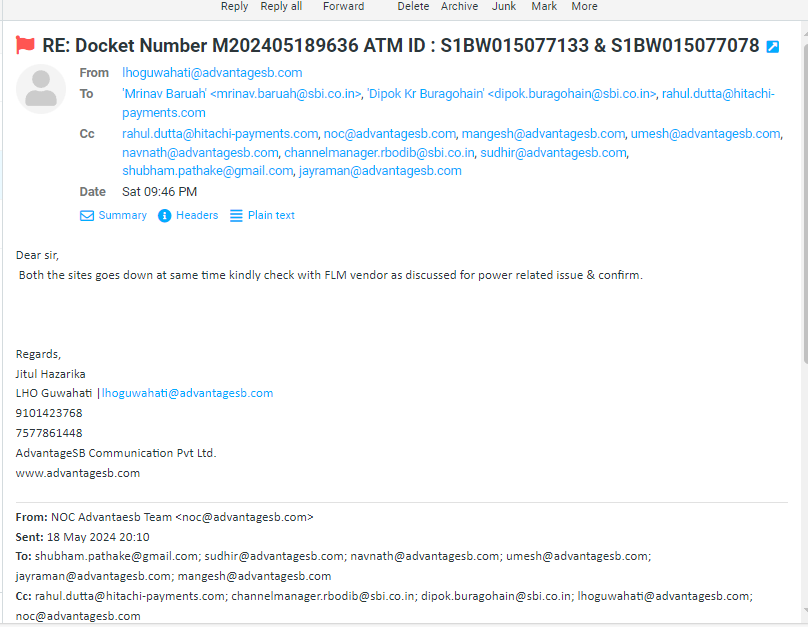 Reply Reply all Forward Delete Archive Junk Mark More
RE: Docket Number M202405189636 ATM ID : S1BW015077133 & S1BW015077078
From lhoguwahati@advantagesb.com
To 'Mrinav Baruah' <mrinav.baruah@sbi.co.in>, 'Dipok Kr Buragohain' <dipok.buragohain@sbi.co.in>, rahul.dutta@hitachi-
payments.com
Cc rahul.dutta@hitachi-payments.com, noc@advantagesb.com, mangesh@advantagesb.com, umesh@advantagesb.com,
navnath@advantagesb.com, channelmanager.rbodib@sbi.co.in, sudhir@advantagesb.com,
shubham.pathake@gmail.com, jayraman@advantagesb.com
Date Sat 09:46 PM
Summary Headers Plain text
Dear sir,
Both the sites goes down at same time kindly check with FLM vendor as discussed for power related issue & confirm.
Regards,
Jitul Hazarika
LHO Guwahati |lhoguwahati@advantagesb.com
9101423768
7577861448
AdvantageSB Communication Pvt Ltd.
www.advantagesb.com
From: NOC Advantaesb Team <noc@advantagesb.com>
Sent: 18 May 2024 20:10
To: shubham.pathake@gmail.com; sudhir@advantagesb.com; navnath@advantagesb.com; umesh@advantagesb.com;
jayraman@advantagesb.com; mangesh@advantagesb.com
Cc: rahul.dutta@hitachi-payments.com; channelmanager.rbodib@sbi.co.in; dipok.buragohain@sbi.co.in; lhoguwahati@advantagesb.com;
noc@advantagesb.com